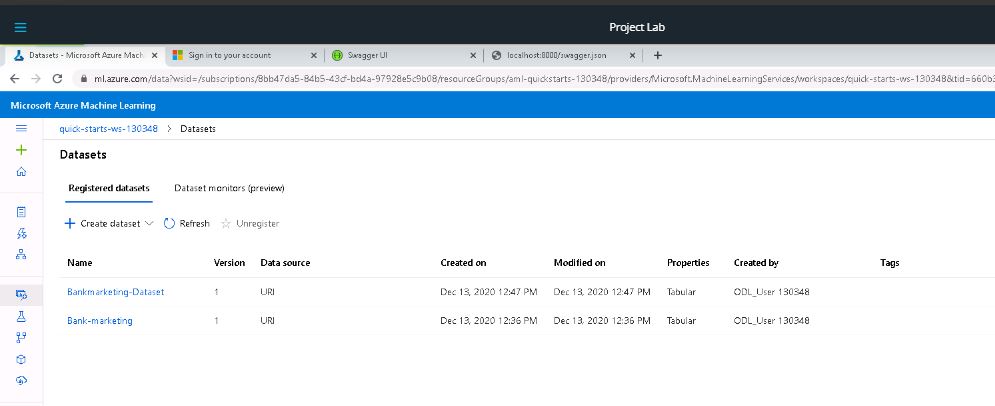 Project Lab
Datasets - Microsoft Azure Mach
Sign in to your account
Swagger UI
localhost:8000/swagger.json
ml.azure.com/data?wsid=/subscriptions/8bb47da5-84b5-43cf-bd4a-97928e5c9b08/resourceGroups/aml-quickstarts-130348/providers/Microsoft.MachineLearningServices/workspaces/quick-starts-ws-130348&tid=660b3
Microsoft Azure Machine Learning
quick-starts-ws-130348 > Datasets
Datasets
Registered datasets Dataset monitors (preview)
Create dataset Refresh Unregister
Name Version Data source Created on Modified on Properties Created by Tags
Bankmarketing-Dataset 1 URI Dec 13, 2020 12:47 PM Dec 13, 2020 12:47 PM Tabular ODL_User 130348
Bank-marketing 1 URI Dec 13, 2020 12:36 PM Dec 13, 2020 12:36 PM Tabular ODL_User 130348